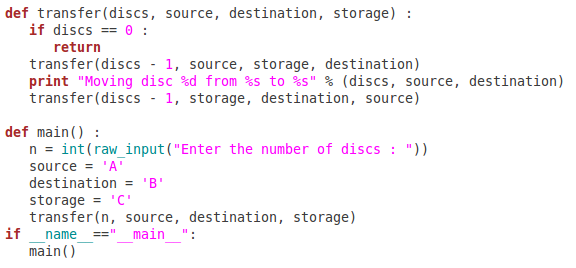 def transfer(discs, source, destination, storage) :
   if discs == 0 :
      return
   transfer(discs - 1, source, storage, destination)
   print "Moving disc %d from %s to %s" % (discs, source, destination)
   transfer(discs - 1, storage, destination, source)

def main() :
   n = int(raw_input("Enter the number of discs : "))
   source = 'A'
   destination = 'B'
   storage = 'C'
   transfer(n, source, destination, storage)
if __name__=="__main__":
   main()